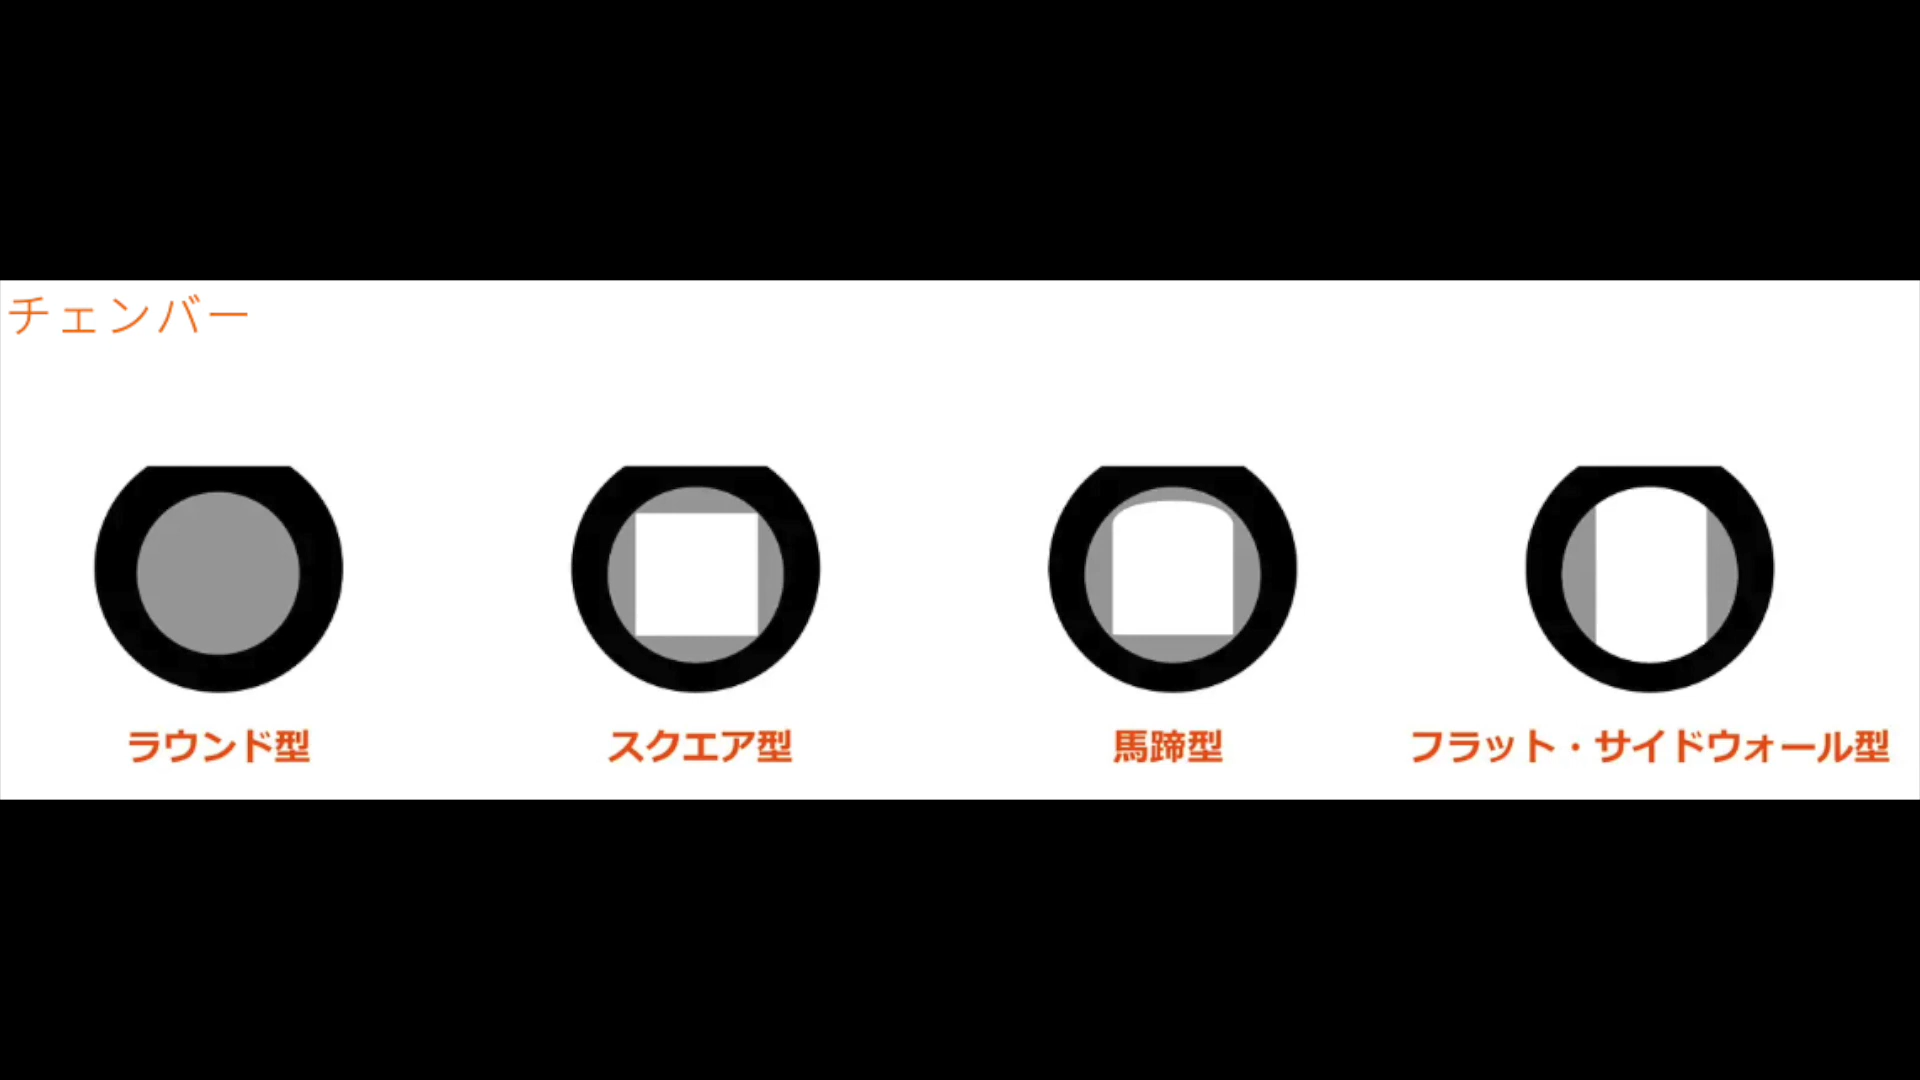 チェンバー
ラウンド型
スクエア型
馬蹄型
フラット・サイドウォール型